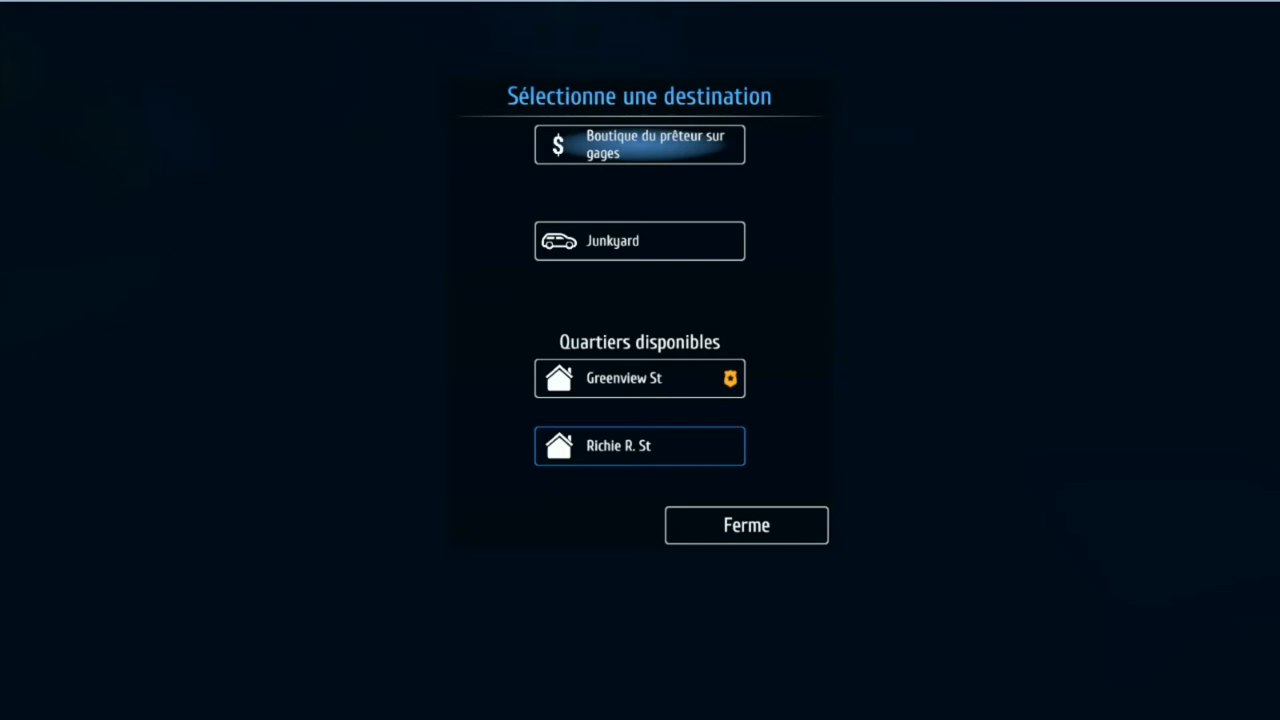 Sélectionne une destination
$ Boutique du prêteur sur
gages
Junkyard
Quartiers disponibles
Greenview St
Richie R. St
Ferme